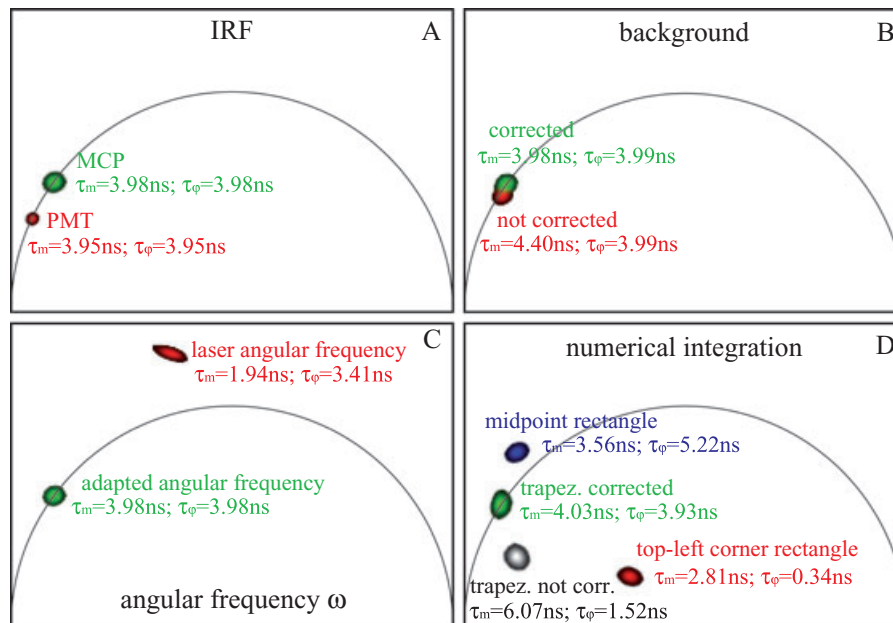 IRF
A
MCP
τm=3.98ns; τφ=3.98ns
PMT
τm=3.95ns; τφ=3.95ns
background
B
corrected
τm=3.98ns; τφ=3.99ns
not corrected
τm=4.40ns; τφ=3.99ns
C
laser angular frequency
τm=1.94ns; τφ=3.41ns
adapted angular frequency
τm=3.98ns; τφ=3.98ns
angular frequency ω
numerical integration
D
midpoint rectangle
τm=3.56ns; τφ=5.22ns
trapez. corrected
τm=4.03ns; τφ=3.93ns
top-left corner rectangle
τm=2.81ns; τφ=0.34ns
trapez. not corr.
τm=6.07ns; τφ=1.52ns